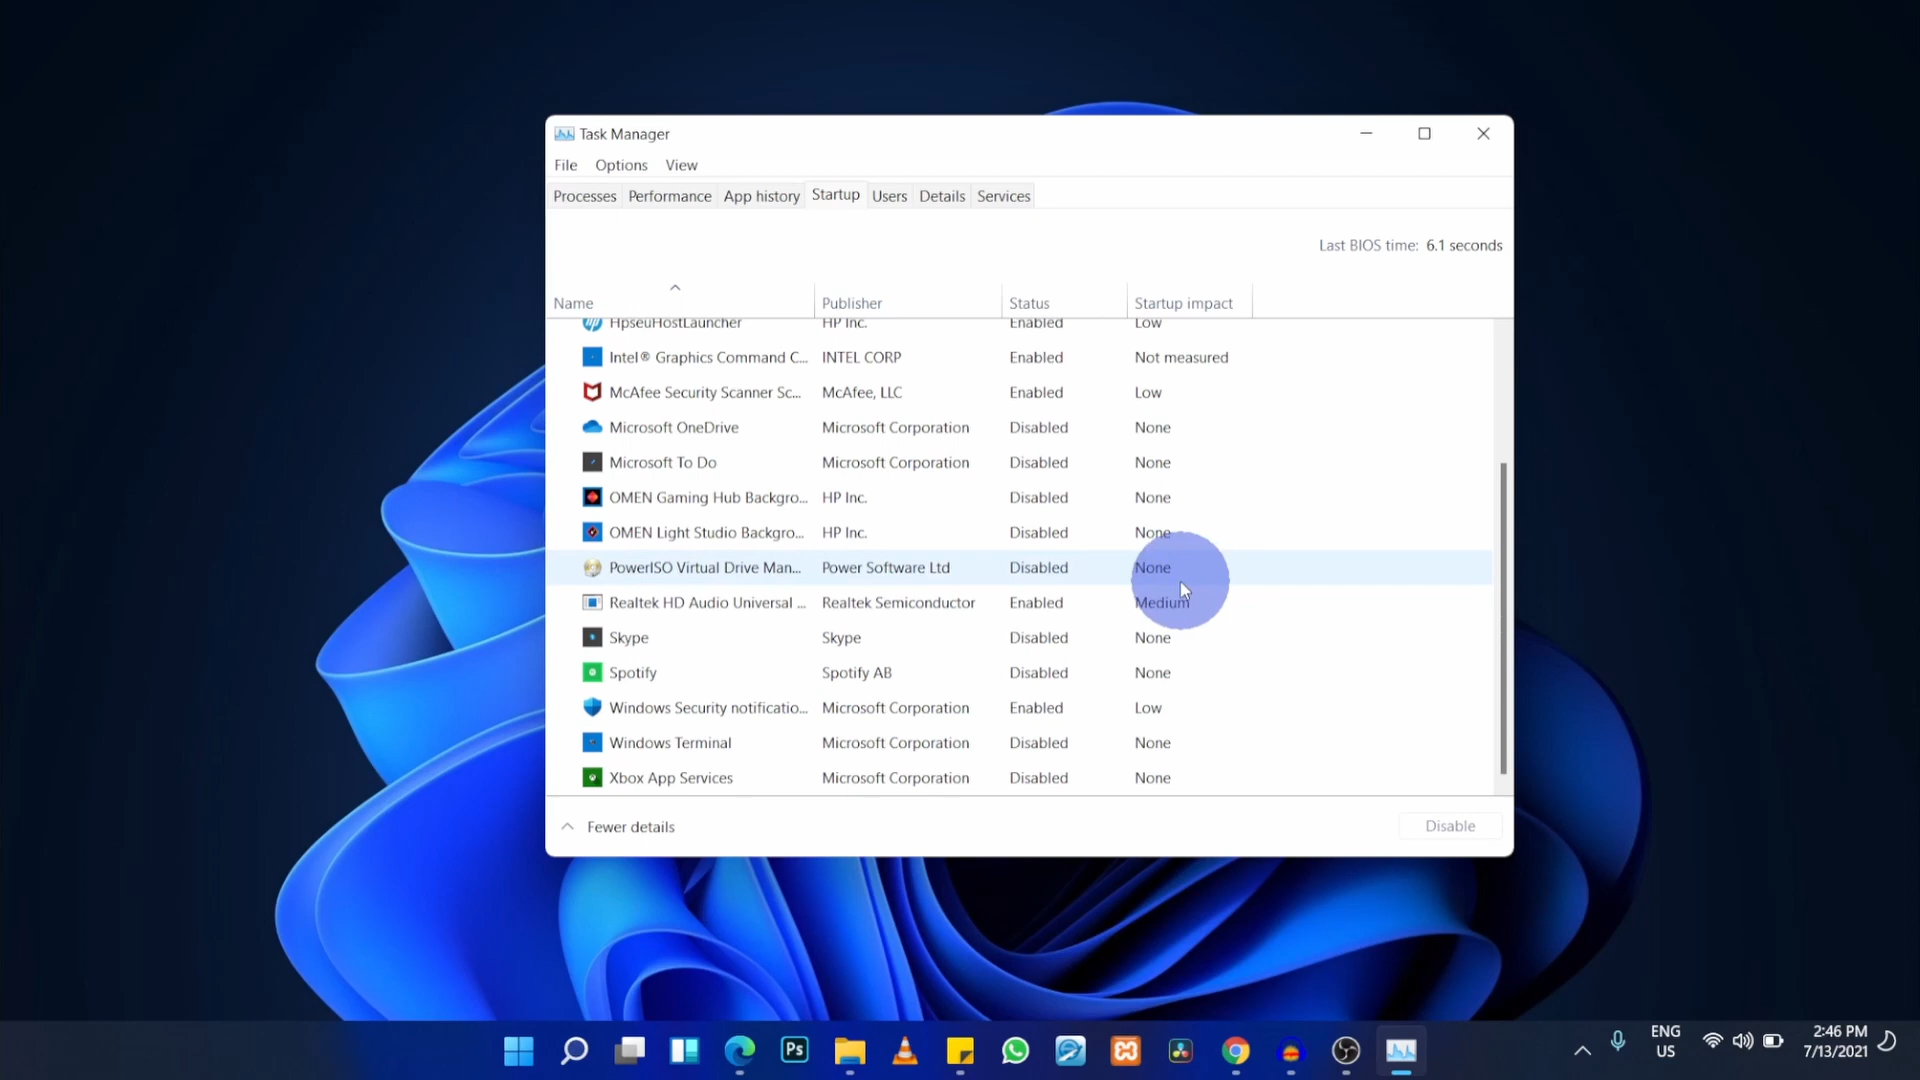 Task Manager
File Options View
Processes Performance App history Startup Users Details Services
Last BIOS time: 6.1 seconds
Name Publisher Status Startup impact
HpseuHostLauncher HP Inc. Enabled Low
Intel® Graphics Command C... INTEL CORP Enabled Not measured
McAfee Security Scanner Sc... McAfee, LLC Enabled Low
Microsoft OneDrive Microsoft Corporation Disabled None
Microsoft To Do Microsoft Corporation Disabled None
OMEN Gaming Hub Backgro... HP Inc. Disabled None
OMEN Light Studio Backgro... HP Inc. Disabled None
PowerISO Virtual Drive Man... Power Software Ltd Disabled None
Realtek HD Audio Universal ... Realtek Semiconductor Enabled Medium
Skype Skype Disabled None
Spotify Spotify AB Disabled None
Windows Security notificatio... Microsoft Corporation Enabled Low
Windows Terminal Microsoft Corporation Disabled None
Xbox App Services Microsoft Corporation Disabled None
Fewer details Disable
Ps
ENG
US
2:46 PM
7/13/2021